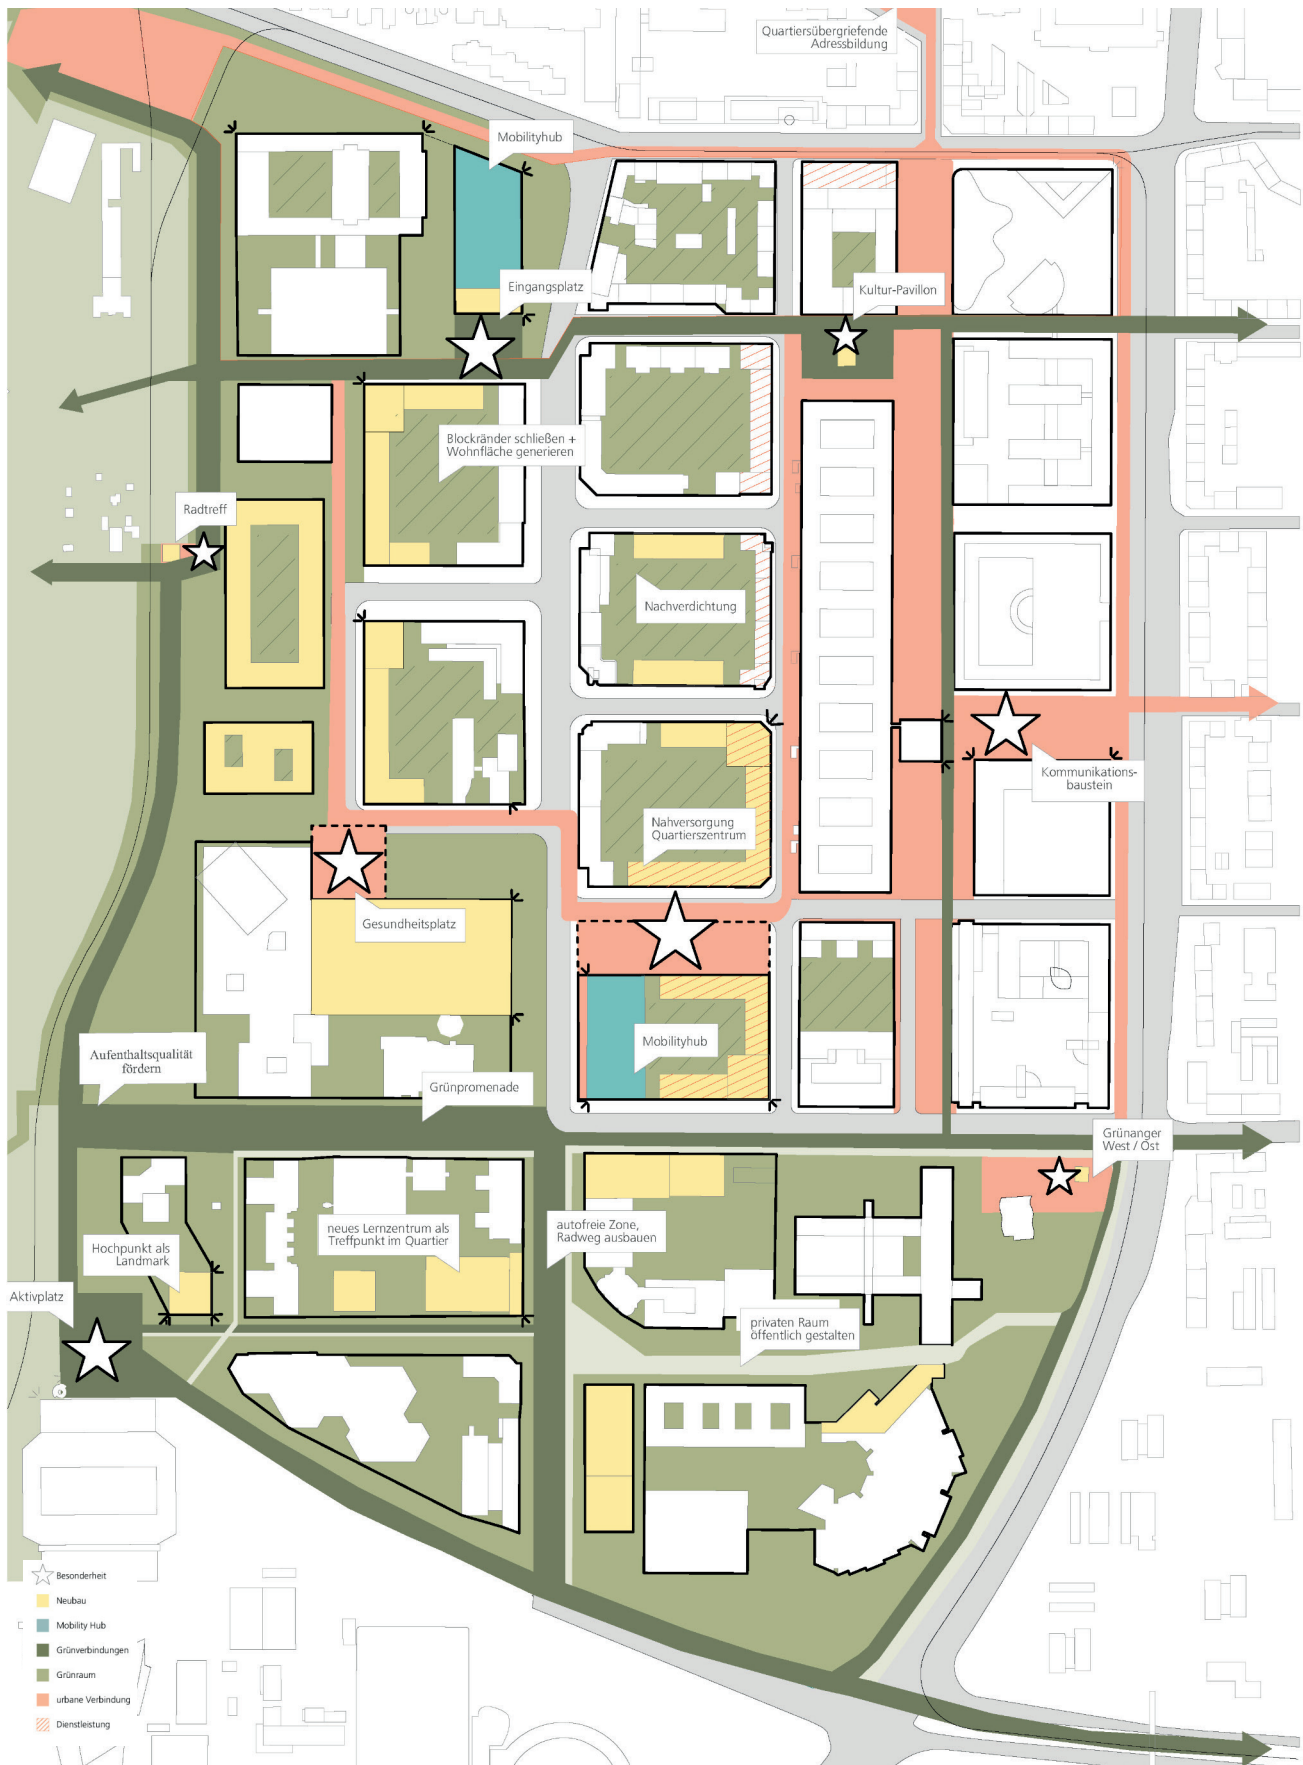 Quartiersübergriefende
Adressbildung
Mobilityhub
Eingangsplatz
Kultur-Pavillon
Blockränder schließen +
Wohnfläche generieren
Radtreff
Nachverdichtung
Kommunikations-
baustein
Nahversorgung
Quartierszentrum
Gesundheitsplatz
Mobilityhub
Aufenthaltsqualität
fördern
Grünpromenade
Grünanger
West / Ost
neues Lernzentrum als
Treffpunkt im Quartier
autofreie Zone,
Radweg ausbauen
Hochpunkt als
Landmark
Aktivplatz
privaten Raum
öffentlich gestalten
Besonderheit
Neubau
Mobility Hub
Grünverbindungen
Grünraum
urbane Verbindung
Dienstleistung